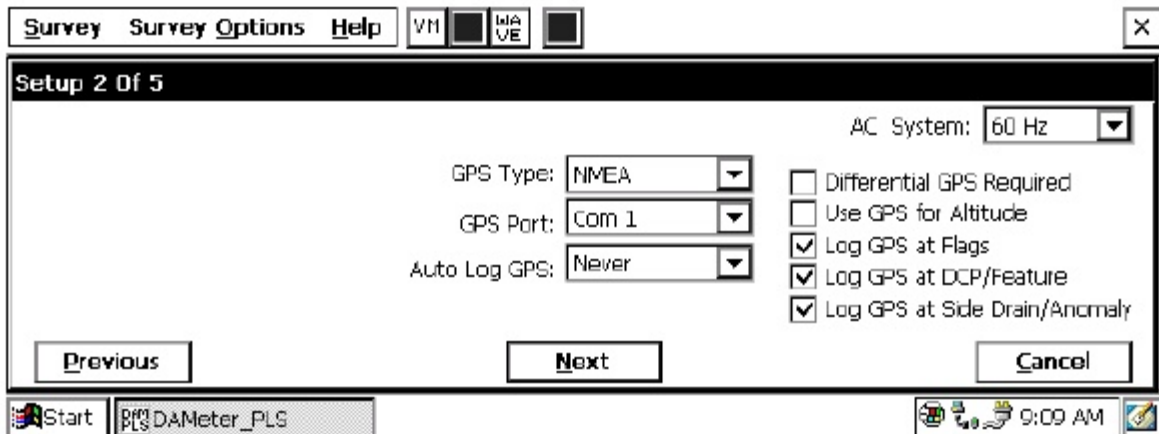 Survey Survey Options Help VM WA VE
Setup 2 Of 5
AC System: 60 Hz
GPS Type: NMEA
Differential GPS Required
GPS Port: Com 1
Use GPS for Altitude
Log GPS at Flags
Auto Log GPS: Never
Log GPS at DCP/Feature
Log GPS at Side Drain/Anomaly
Previous Next Cancel
Start DAMeter_PLS 9:09 AM